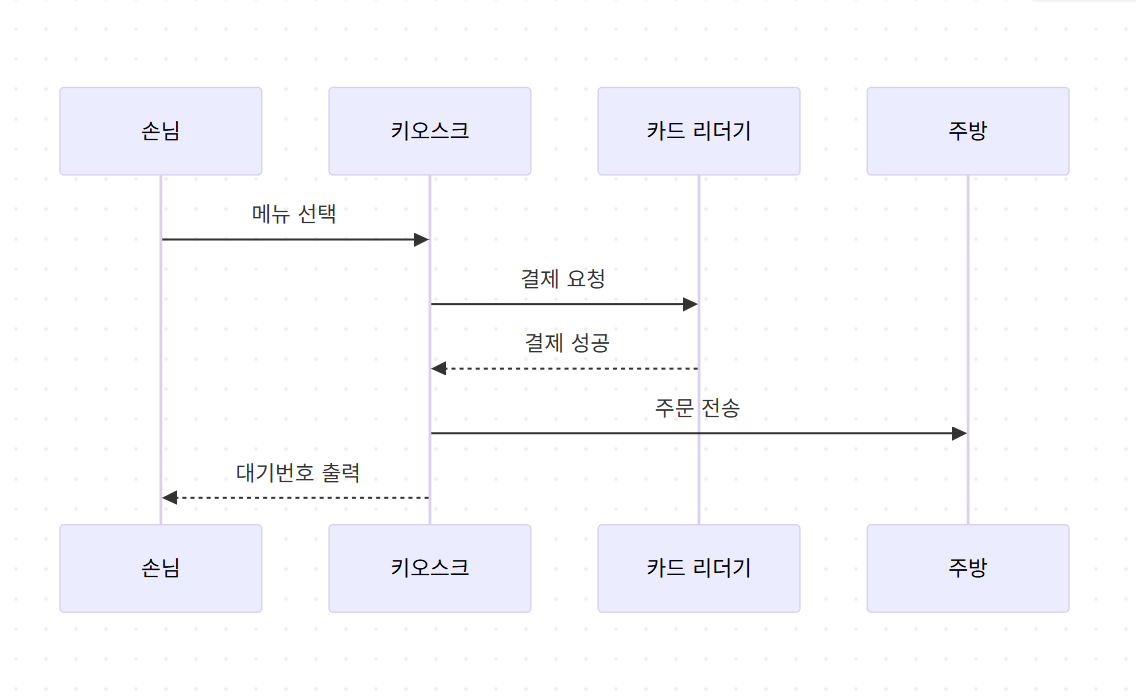 손님
키오스크
카드 리더기
주방
메뉴 선택
결제 요청
결제 성공
주문 전송
대기번호 출력
손님
키오스크
카드 리더기
주방